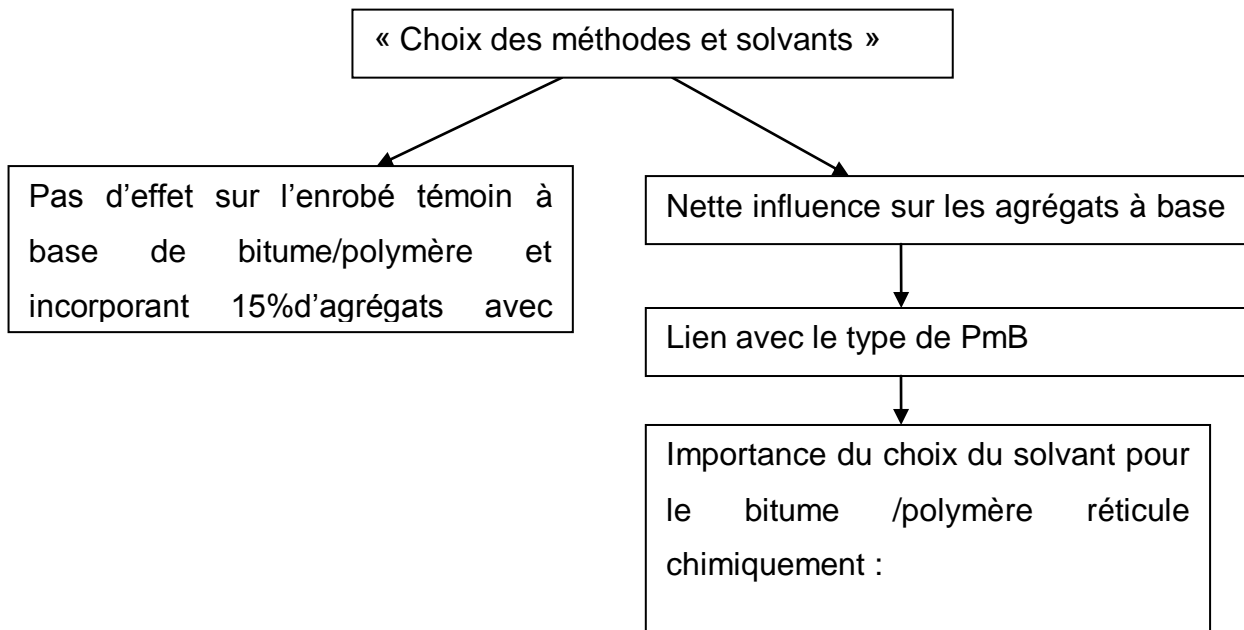 « Choix des méthodes et solvants »
Pas d’effet sur l’enrobé témoin à
base de bitume/polymère et
incorporant 15%d’agrégats avec
Nette influence sur les agrégats à base
Lien avec le type de PmB
Importance du choix du solvant pour
le bitume /polymère réticule
chimiquement :